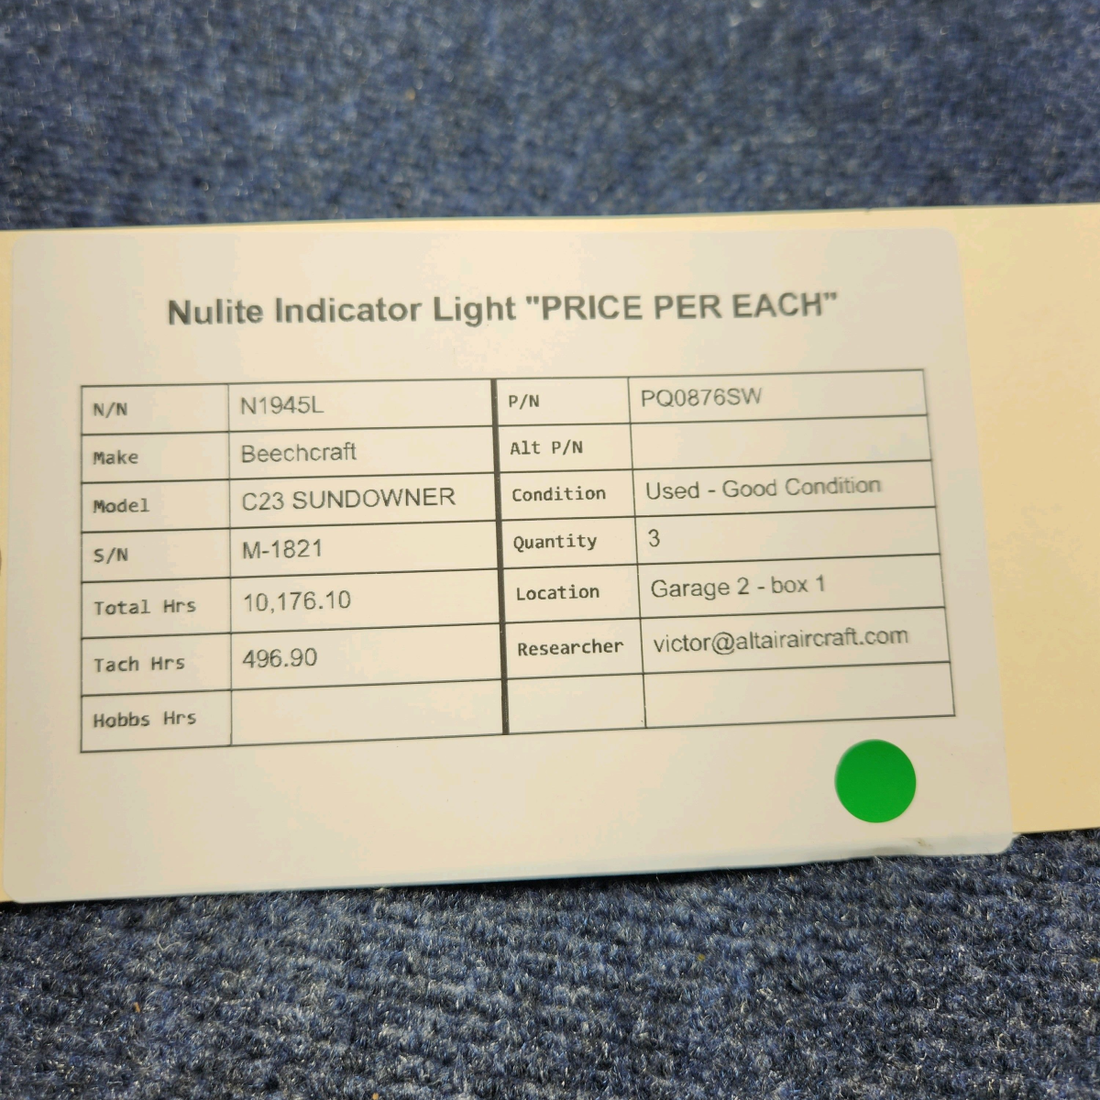 Nulite Indicator Light "PRICE PER EACH"
N/N N1945L P/N PQ0876SW
Make Beechcraft Alt P/N
Model C23 SUNDOWNER Condition Used - Good Condition
S/N M-1821 Quantity 3
Total Hrs 10,176.10 Location Garage 2 - box 1
Tach Hrs 496.90 Researcher victor@altairaircraft.com
Hobbs Hrs